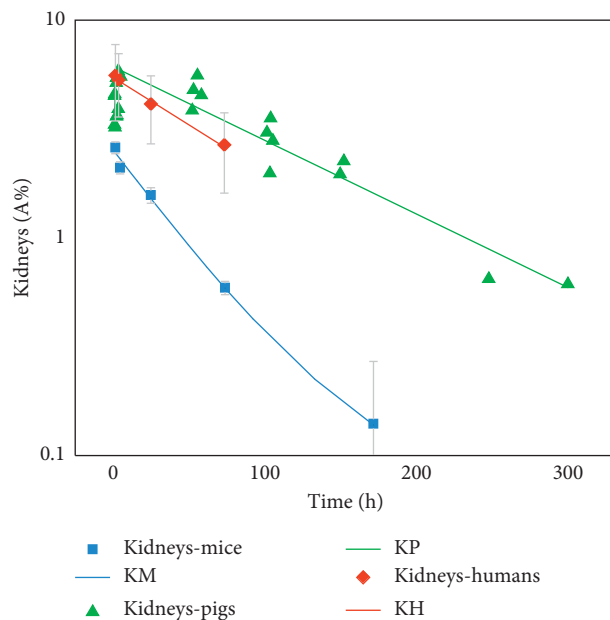 10
1
0.1
Kidneys (A%)
0 100 200 300
Time (h)
Kidneys-mice
KM
Kidneys-pigs
KP
Kidneys-humans
KH